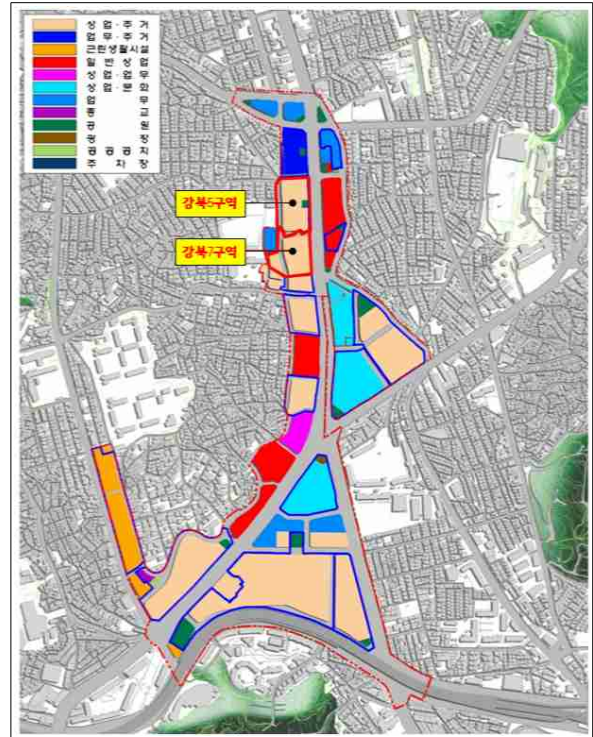 상업·주거
업무·주거
근린생활시설
일반상업
상업·업무
상업·문화
업무
종교
공원
광장
공공공지
주차장
강북5구역
강북7구역